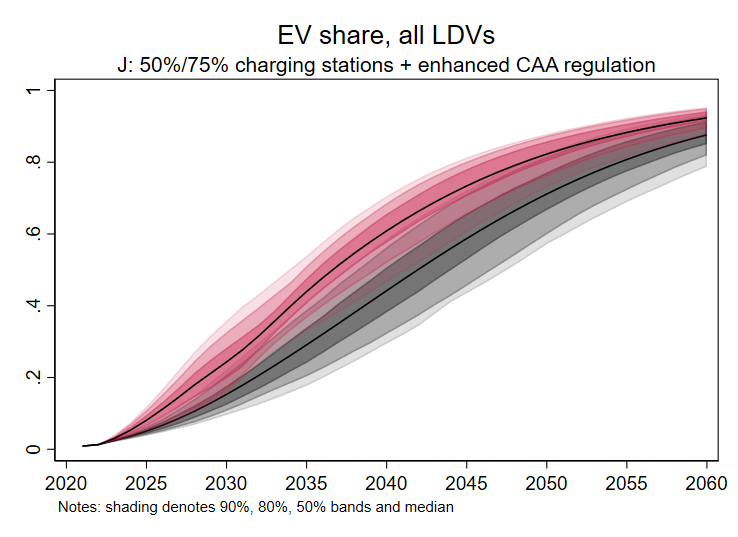 EV share, all LDVs
J: 50%/75% charging stations + enhanced CAA regulation
1
.8
.6
.4
.2
0
2020 2025 2030 2035 2040 2045 2050 2055 2060
Notes: shading denotes 90%, 80%, 50% bands and median